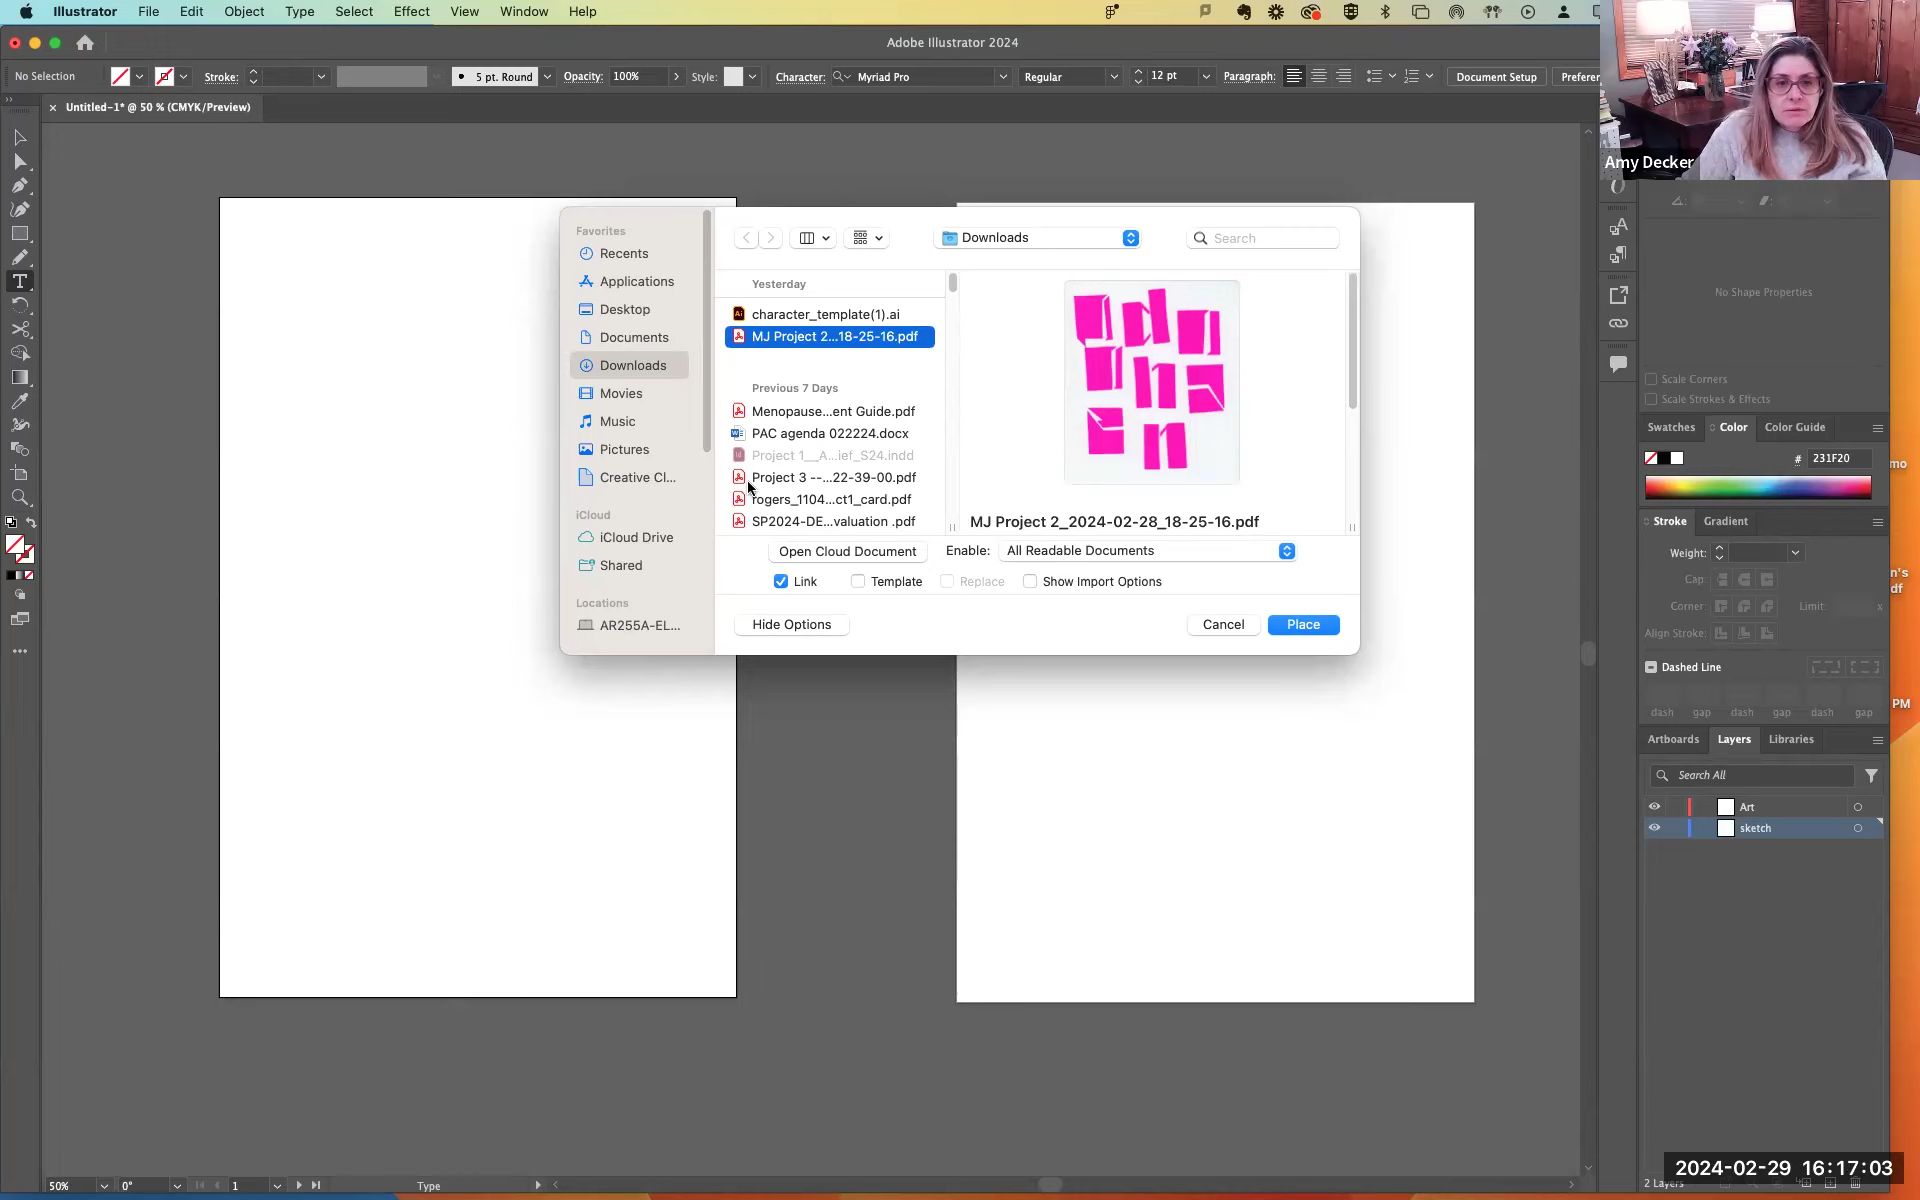 Illustrator File Edit Object Type Select Effect View Window Help
Adobe Illustrator 2024
No Selection Stroke: 5 pt. Round Opacity: 100% Style: Character: Myriad Pro Regular 12 pt Paragraph: Document Setup Preferer
Untitled-1* @ 50 % (CMYK/Preview)
Amy Decker
Favorites
Recents
Applications
Desktop
Documents
Downloads
Movies
Music
Pictures
Creative Cl...
iCloud
iCloud Drive
Shared
Locations
AR255A-EL...
Downloads
Search
Yesterday
character_template(1).ai
MJ Project 2...18-25-16.pdf
Previous 7 Days
Menopause...ent Guide.pdf
PAC agenda 022224.docx
Project 1__A...ief_S24.indd
Project 3 --...22-39-00.pdf
rogers_1104...ct1_card.pdf
SP2024-DE...valuation .pdf
MJ Project 2_2024-02-28_18-25-16.pdf
Open Cloud Document Enable: All Readable Documents
Link Template Replace Show Import Options
Hide Options Cancel Place
No Shape Properties
Scale Corners
Scale Strokes & Effects
Swatches Color Color Guide
# 231F20
mo
Stroke Gradient
Weight:
Cap:
n's
df
Corner: Limit: x
Align Stroke:
Dashed Line
PM
dash gap dash gap dash gap
Artboards Layers Libraries
Search All
Art
sketch
2024-02-29 16:17:03
2 Layers
50% 0° 1 Type